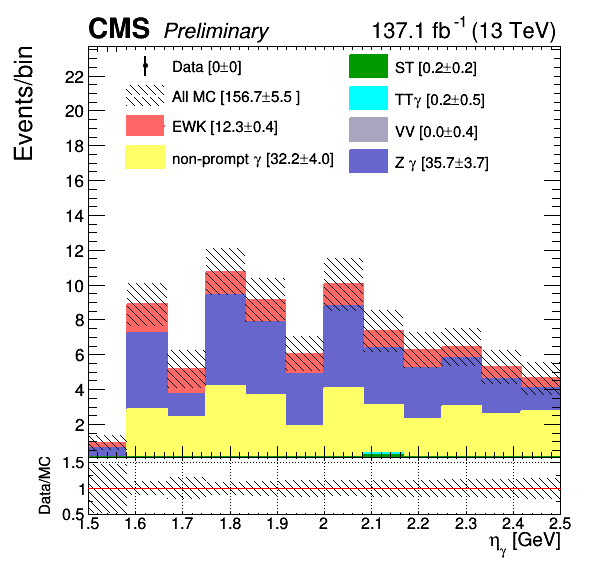 CMS Preliminary 137.1 fb⁻¹ (13 TeV)
Events/bin
Data [0±0]
All MC [156.7±5.5 ]
EWK [12.3±0.4]
non-prompt γ [32.2±4.0]
ST [0.2±0.2]
TTγ [0.2±0.5]
VV [0.0±0.4]
Z γ [35.7±3.7]
22
20
18
16
14
12
10
8
6
4
2
Data/MC
1.5
1
0.5
1.5 1.6 1.7 1.8 1.9 2 2.1 2.2 2.3 2.4 2.5
η_γ [GeV]